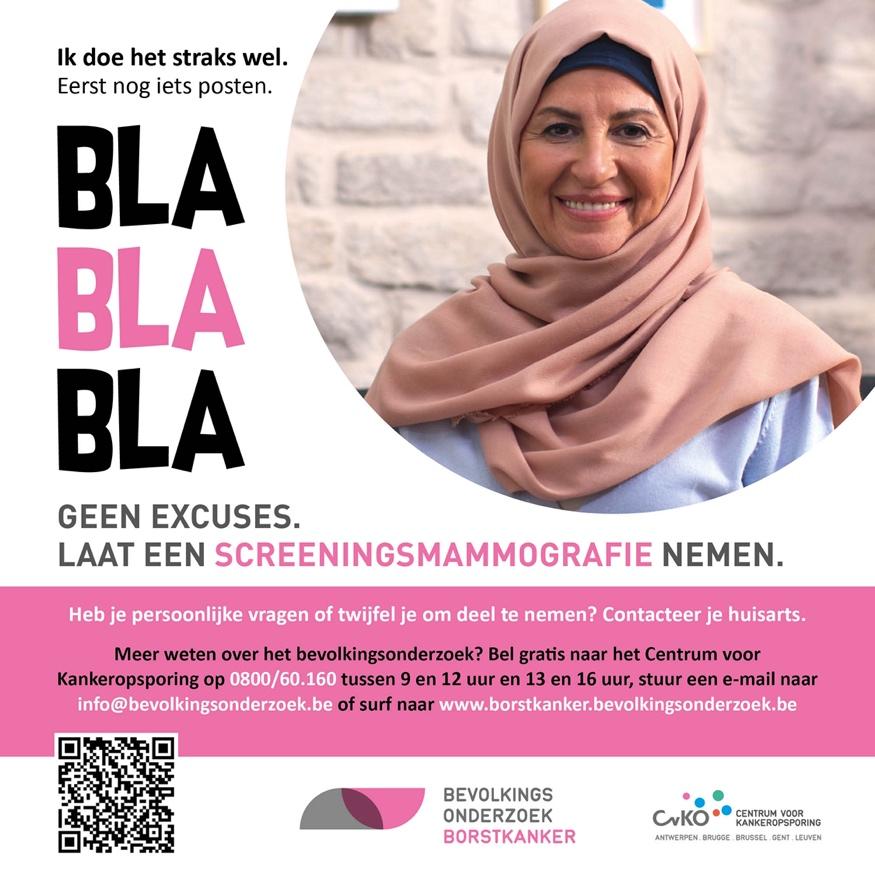 Ik doe het straks wel.
Eerst nog iets posten.
BLA
BLA
BLA
GEEN EXCUSES.
LAAT EEN SCREENINGSMAMMOGRAFIE NEMEN.
Heb je persoonlijke vragen of twijfel je om deel te nemen? Contacteer je huisarts.
Meer weten over het bevolkingsonderzoek? Bel gratis naar het Centrum voor
Kankeropsporing op 0800/60.160 tussen 9 en 12 uur en 13 en 16 uur, stuur een e-mail naar
info@bevolkingsonderzoek.be of surf naar www.borstkanker.bevolkingsonderzoek.be
BEVOLKINGS
ONDERZOEK
BORSTKANKER
CvKO CENTRUM VOOR
KANKEROPSPORING
ANTWERPEN . BRUGGE . BRUSSEL . GENT . LEUVEN